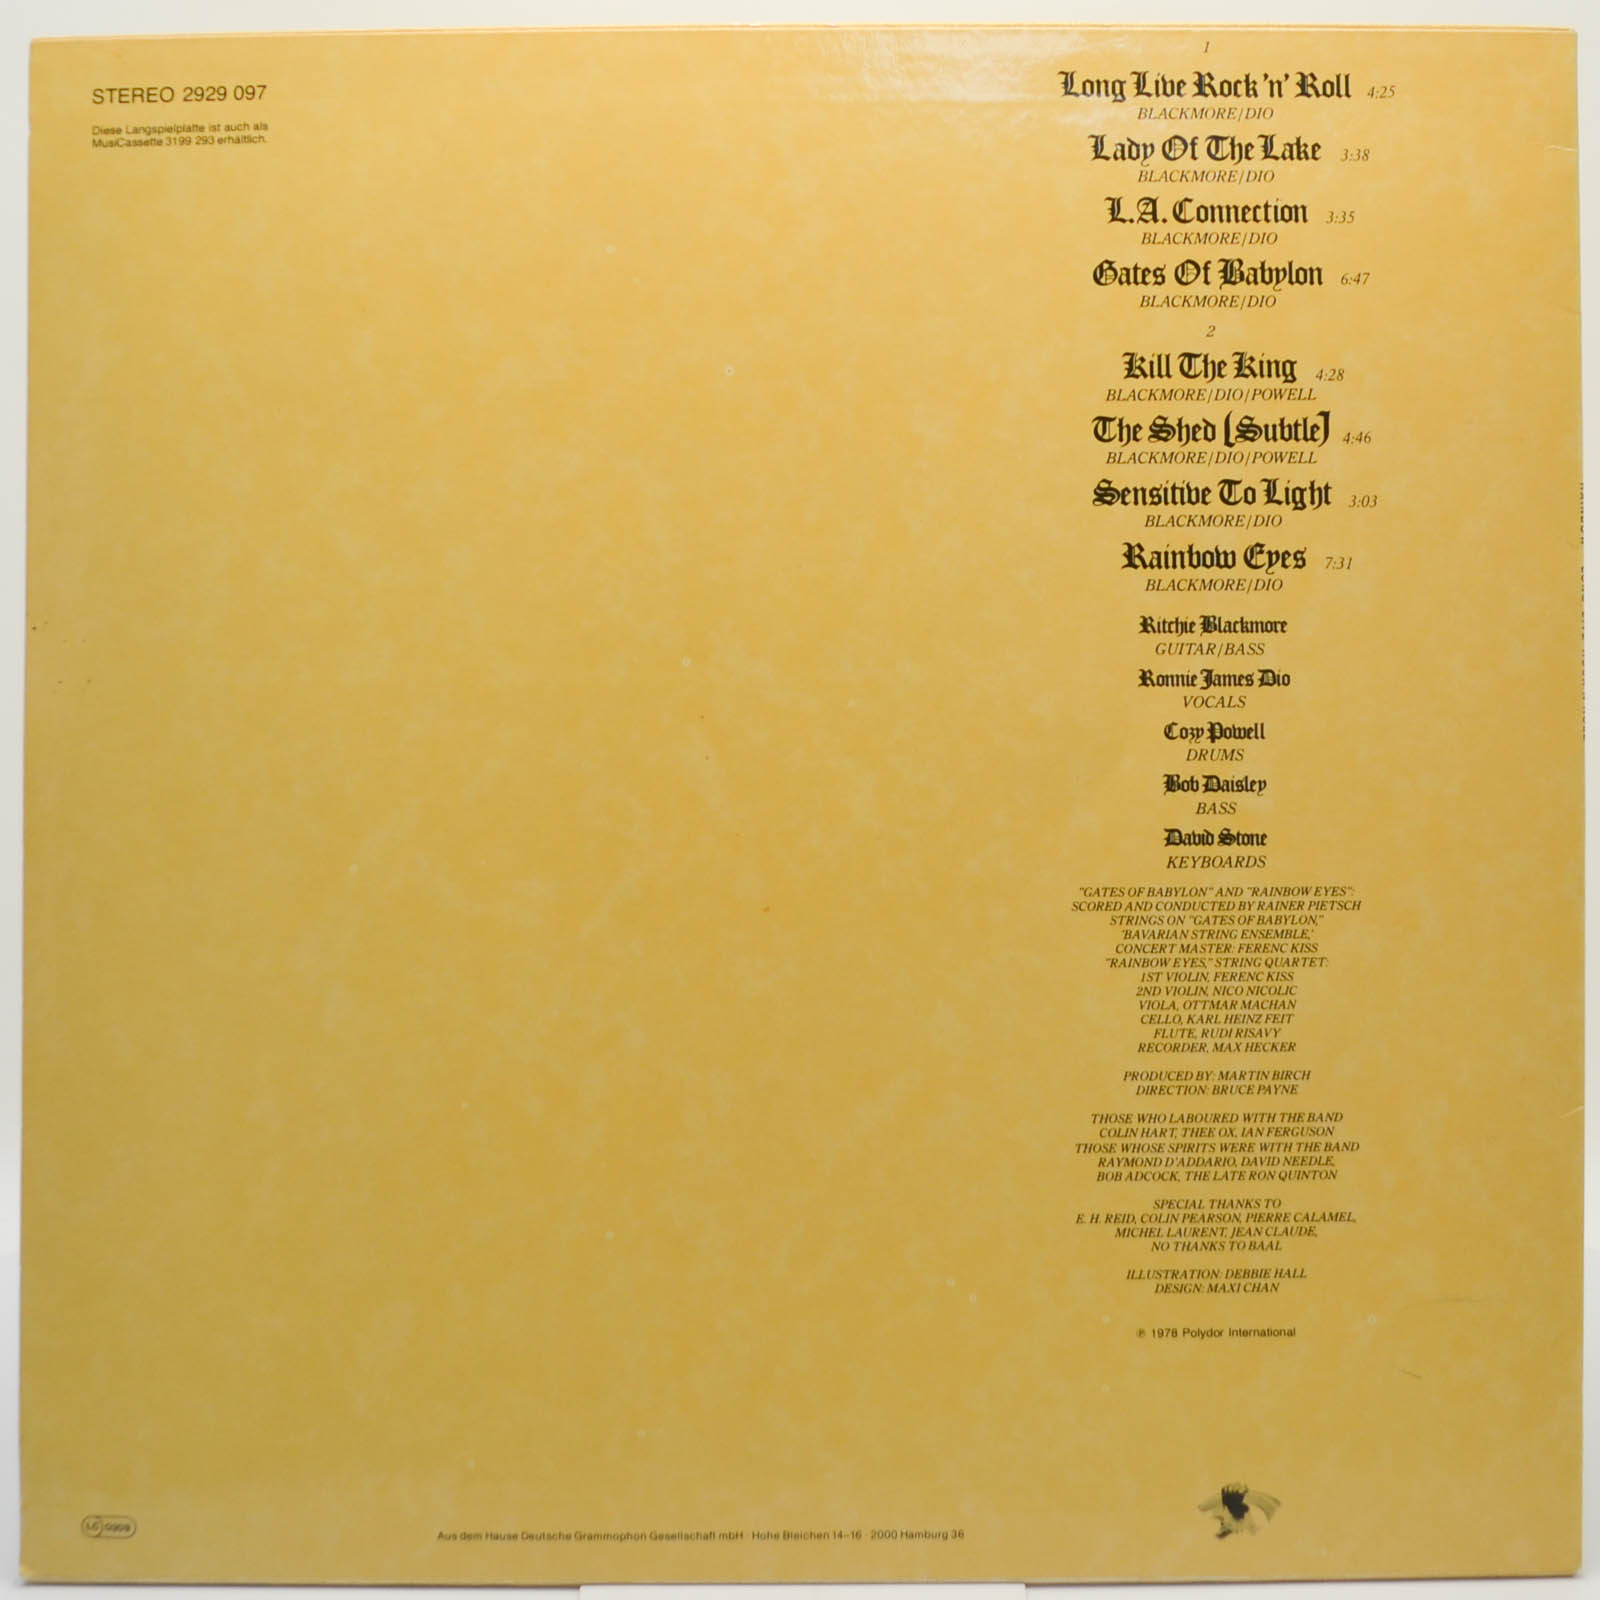 STEREO 2929 097
Diese Langspielplatte ist auch als
MusiCassette 3199 293 erhältlich.
1
Long Live Rock 'n' Roll 4:25
BLACKMORE/DIO
Lady Of The Lake 3:38
BLACKMORE/DIO
L.A. Connection 3:35
BLACKMORE/DIO
Gates Of Babylon 6:47
BLACKMORE/DIO
2
Kill The King 4:28
BLACKMORE/DIO/POWELL
The Shed [Subtle] 4:46
BLACKMORE/DIO/POWELL
Sensitive To Light 3:03
BLACKMORE/DIO
Rainbow Eyes 7:31
BLACKMORE/DIO
Ritchie Blackmore
GUITAR/BASS
Ronnie James Dio
VOCALS
Cozy Powell
DRUMS
Bob Daisley
BASS
David Stone
KEYBOARDS
"GATES OF BABYLON" AND "RAINBOW EYES":
SCORED AND CONDUCTED BY RAINER PIETSCH
STRINGS ON "GATES OF BABYLON,"
'BAVARIAN STRING ENSEMBLE,'
CONCERT MASTER: FERENC KISS
"RAINBOW EYES," STRING QUARTET:
1ST VIOLIN, FERENC KISS
2ND VIOLIN, NICO NICOLIC
VIOLA, OTTMAR MACHAN
CELLO, KARL HEINZ FEIT
FLUTE, RUDI RISAVY
RECORDER, MAX HECKER
PRODUCED BY: MARTIN BIRCH
DIRECTION: BRUCE PAYNE
THOSE WHO LABOURED WITH THE BAND
COLIN HART, THEE OX, IAN FERGUSON
THOSE WHOSE SPIRITS WERE WITH THE BAND
RAYMOND D'ADDARIO, DAVID NEEDLE,
BOB ADCOCK, THE LATE RON QUINTON
SPECIAL THANKS TO
E. H. REID, COLIN PEARSON, PIERRE CALAMEL,
MICHEL LAURENT, JEAN CLAUDE,
NO THANKS TO BAAL
ILLUSTRATION: DEBBIE HALL
DESIGN: MAXI CHAN
℗ 1978 Polydor International
LC 0309
Aus dem Hause Deutsche Grammophon Gesellschaft mbH · Hohe Bleichen 14–16 · 2000 Hamburg 36